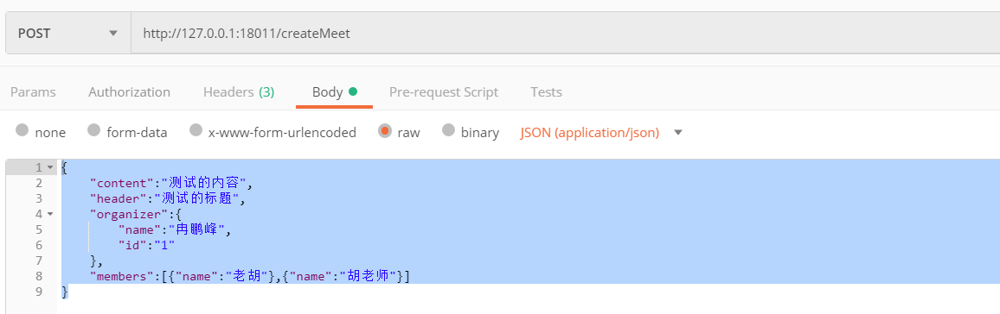 POST http://127.0.0.1:18011/createMeet
Params Authorization Headers (3) Body Pre-request Script Tests
none form-data x-www-form-urlencoded raw binary JSON (application/json)
1 {
2 "content":"测试的内容",
3 "header":"测试的标题",
4 "organizer":{
5 "name":"冉鹏峰",
6 "id":"1"
7 },
8 "members":[{"name":"老胡"},{"name":"胡老师"}]
9 }